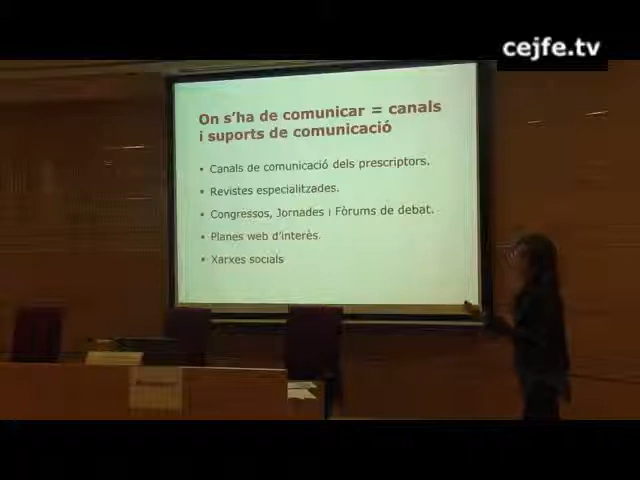 cejfe.tv
On s'ha de comunicar = canals
i suports de comunicació
• Canals de comunicació dels prescriptors.
• Revistes especialitzades.
• Congressos, Jornades i Fòrums de debat.
• Planes web d'interès.
• Xarxes socials